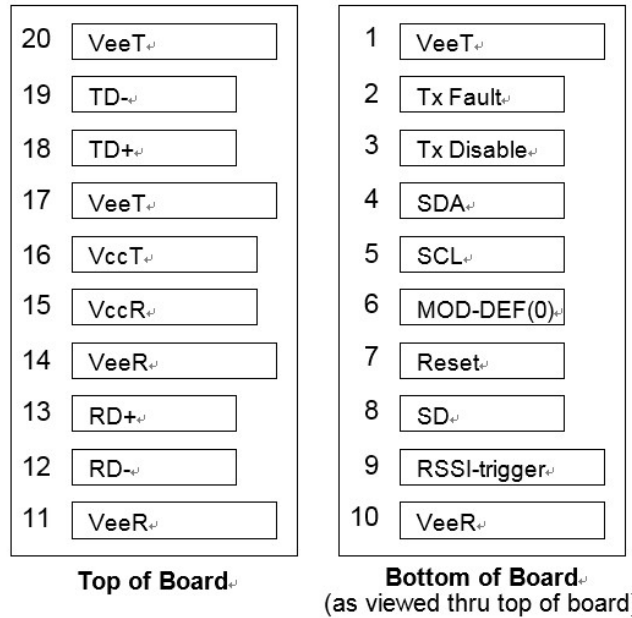 20 VeeT
19 TD-
18 TD+
17 VeeT
16 VccT
15 VccR
14 VeeR
13 RD+
12 RD-
11 VeeR
Top of Board
1 VeeT
2 Tx Fault
3 Tx Disable
4 SDA
5 SCL
6 MOD-DEF(0)
7 Reset
8 SD
9 RSSI-trigger
10 VeeR
Bottom of Board
(as viewed thru top of board)